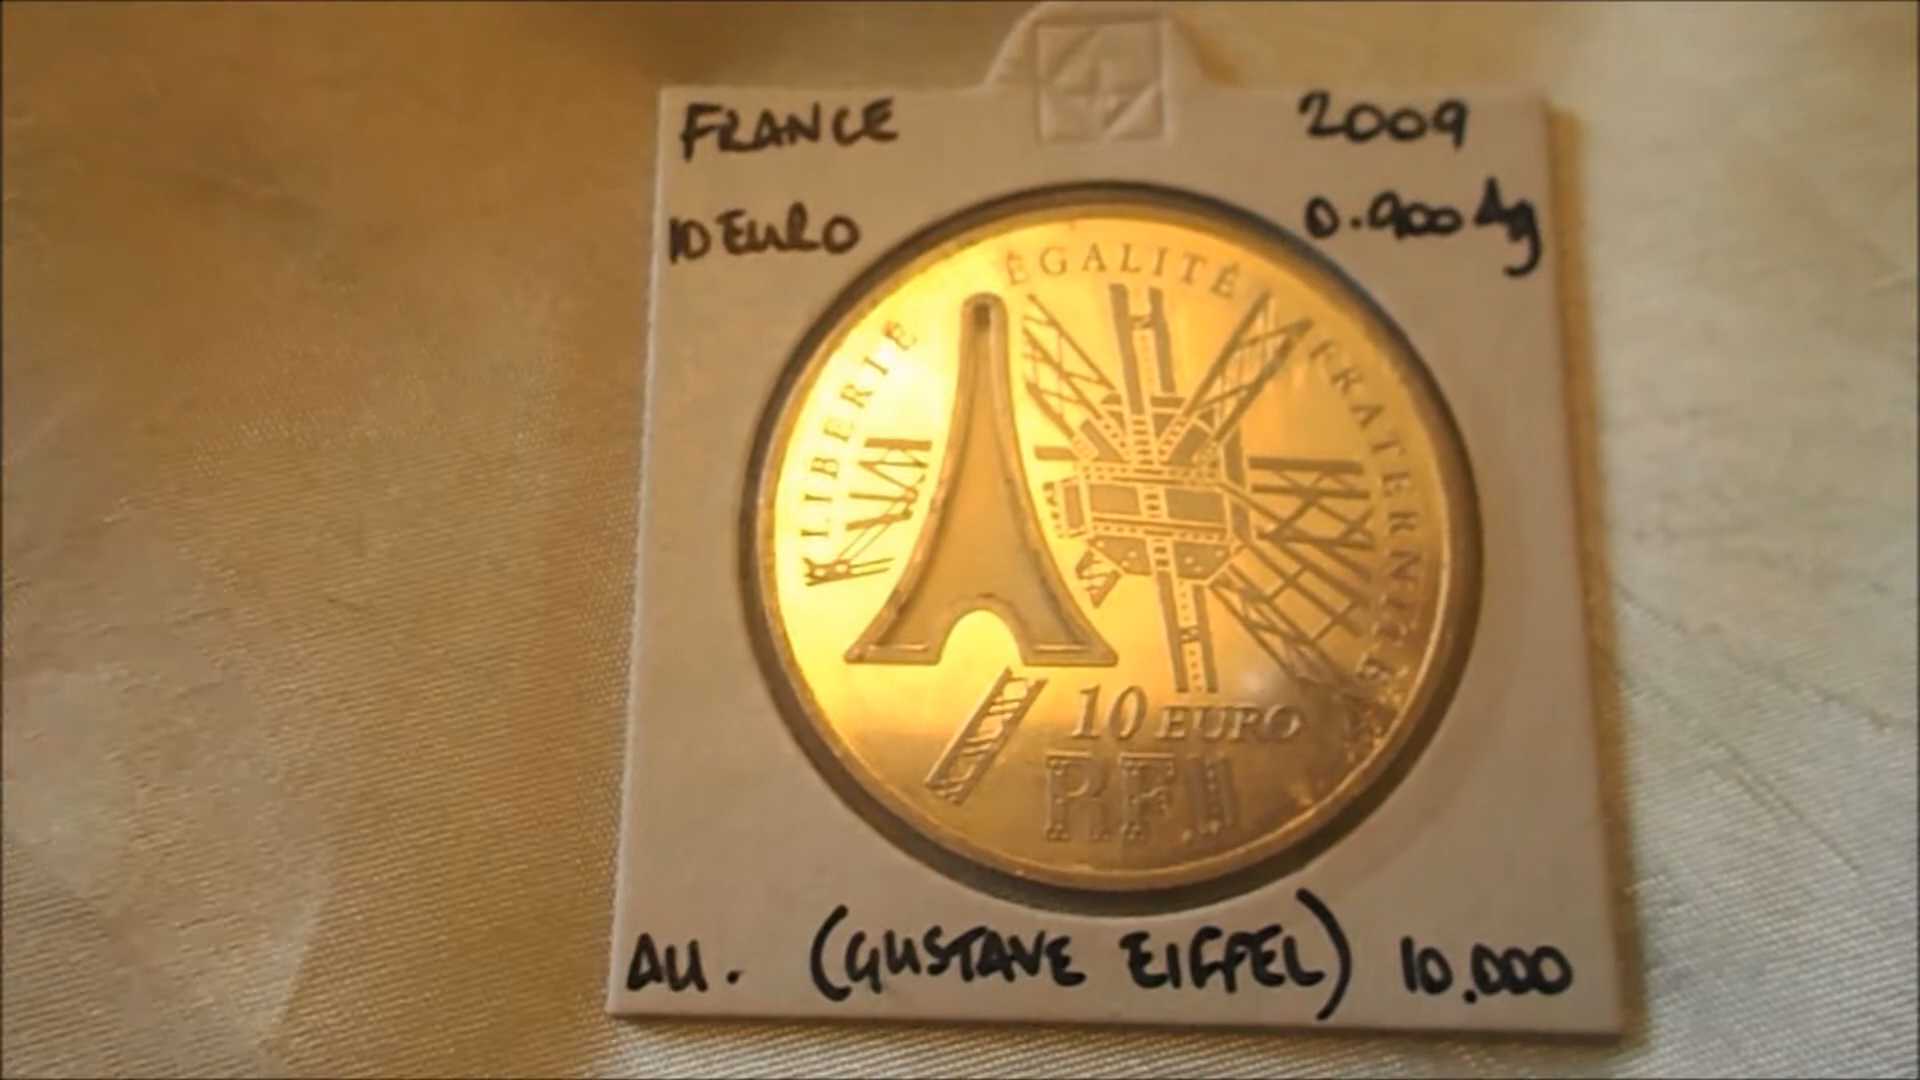 FRANCE 2009
10 EURO 0.900 Ag
LIBERTÉ ÉGALITÉ FRATERNITÉ
10 EURO
RF
AU. (GUSTAVE EIFFEL) 10.000